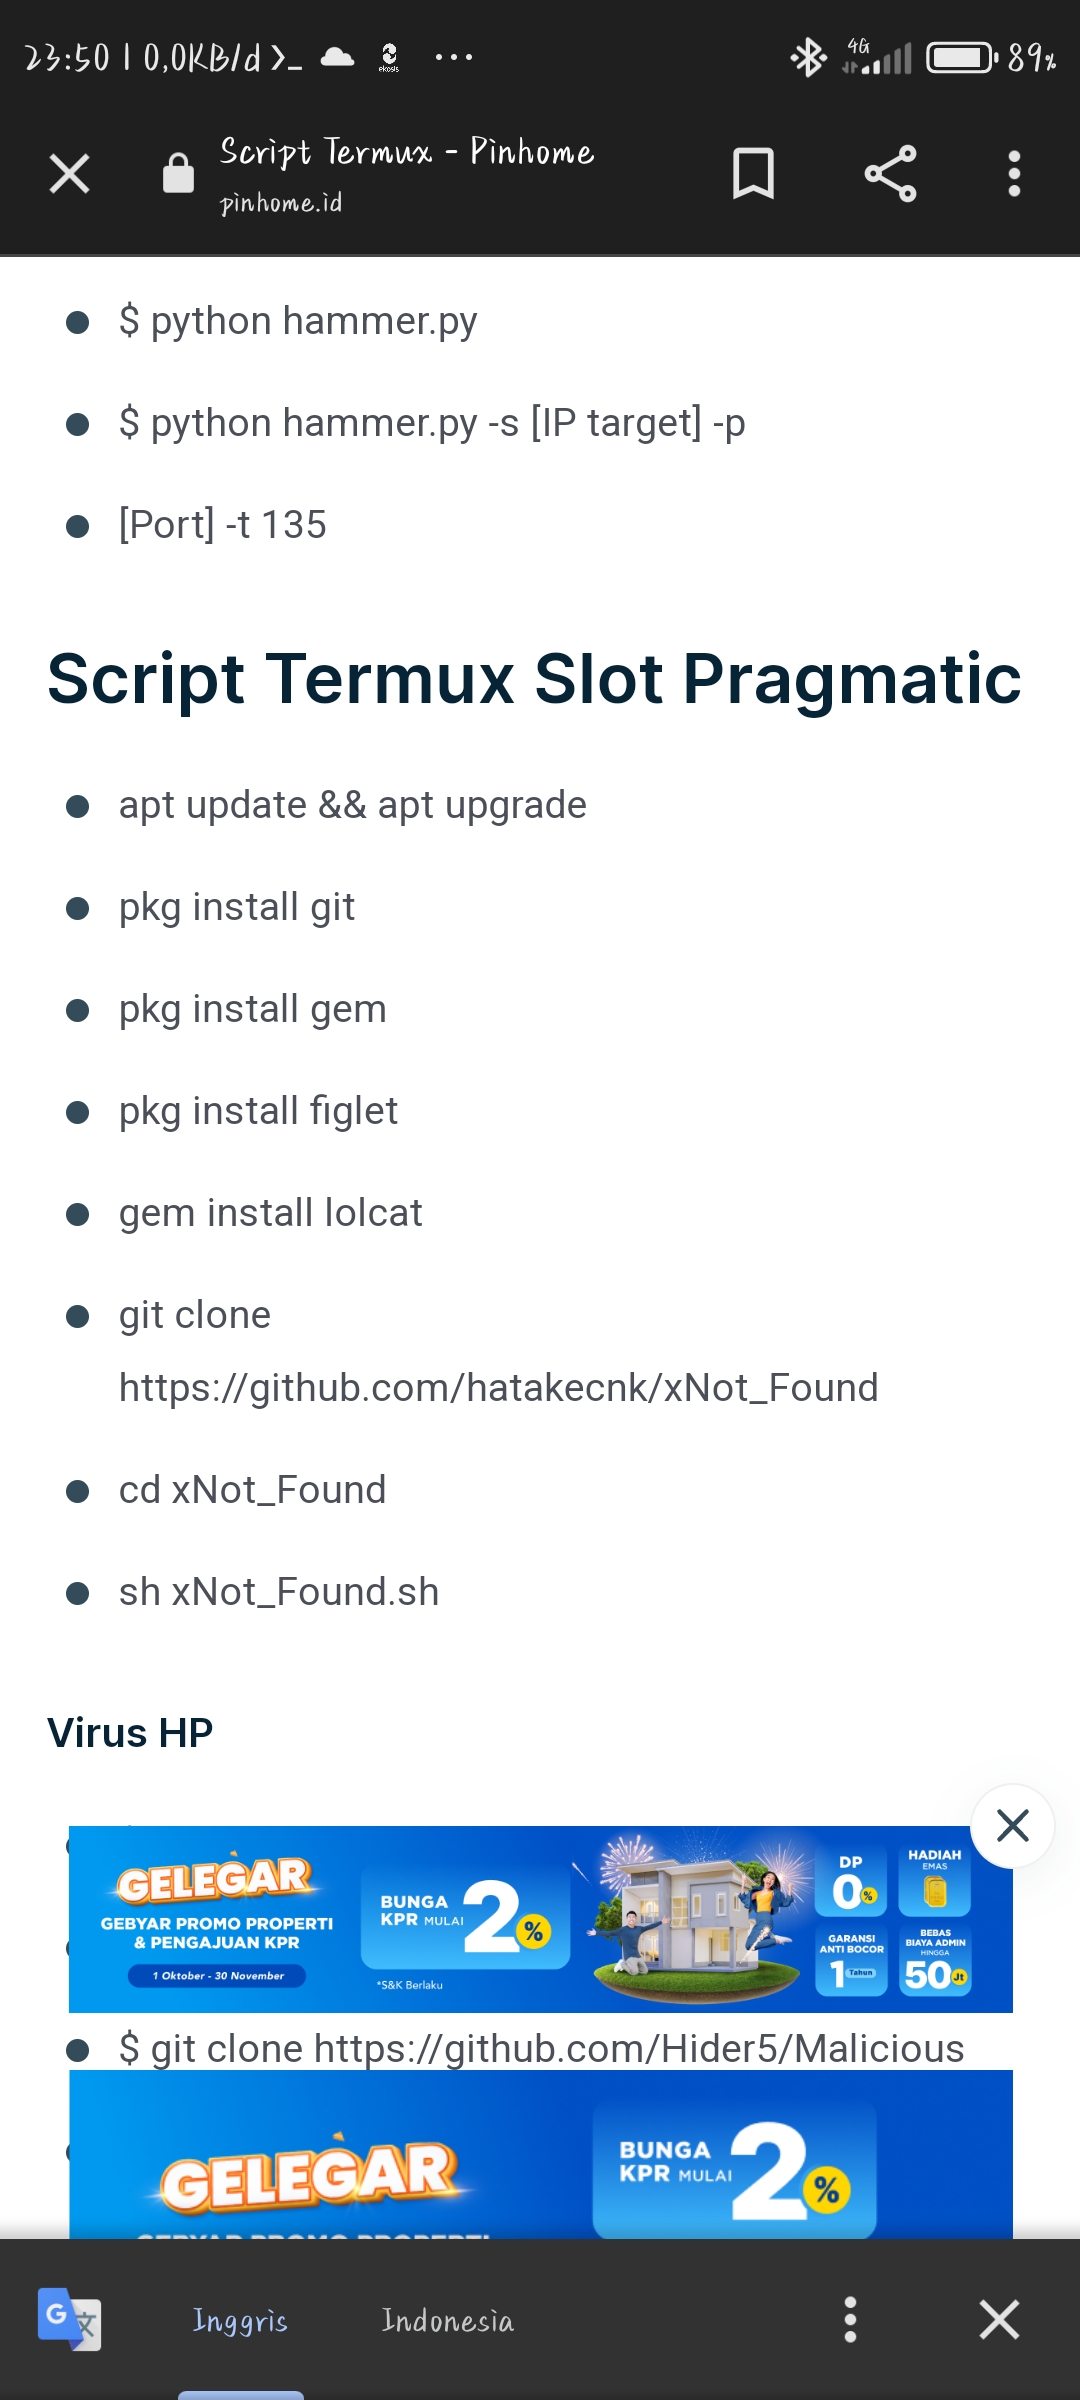 23:50 | 0,0KB/d >_ ...
4G 89%
Script Termux - Pinhome
pinhome.id
$ python hammer.py
$ python hammer.py -s [IP target] -p
[Port] -t 135
Script Termux Slot Pragmatic
apt update && apt upgrade
pkg install git
pkg install gem
pkg install figlet
gem install lolcat
git clone
https://github.com/hatakecnk/xNot_Found
cd xNot_Found
sh xNot_Found.sh
Virus HP
GELEGAR
GEBYAR PROMO PROPERTI
& PENGAJUAN KPR
1 Oktober - 30 November
BUNGA
KPR MULAI 2%
*S&K Berlaku
DP
0%
HADIAH
EMAS
GARANSI
ANTI BOCOR
1 Tahun
BEBAS
BIAYA ADMIN
HINGGA
50 Jt
$ git clone https://github.com/Hider5/Malicious
GELEGAR
GEBYAR PROMO PROPERTI
BUNGA
KPR MULAI 2%
Inggris Indonesia